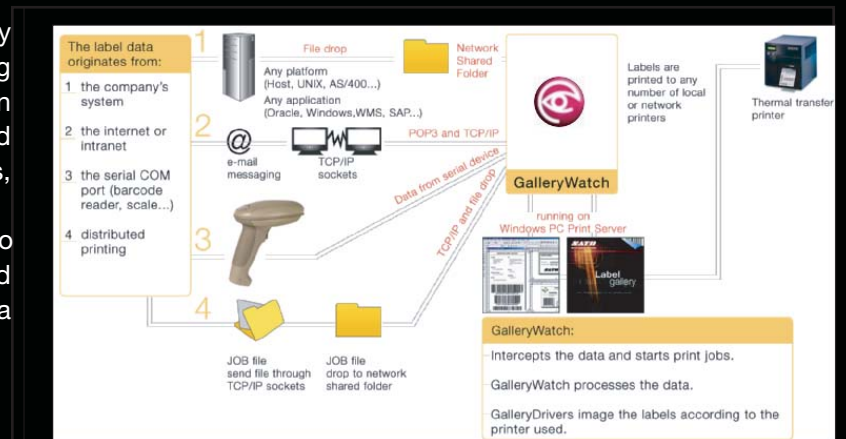 y
g
n
d
s,
o
d
a
The label data
originates from:
1 the company's
system
2 the internet or
intranet
3 the serial COM
port (barcode
reader, scale...)
4 distributed
printing
1
File drop
Any platform
(Host, UNIX, AS/400...)
Any application
(Oracle, Windows,WMS, SAP...)
Network
Shared
Folder
2
@
e-mail
messaging
TCP/IP
sockets
POP3 and TCP/IP
3
Data from serial device
4
JOB file
send file through
TCP/IP sockets
JOB file
drop to network
shared folder
TCP/IP and file drop
GalleryWatch
running on
Windows PC Print Server
SATO
Label
gallery
Labels are
printed to any
number of local
or network
printers
Thermal transfer
printer
GalleryWatch:
Intercepts the data and starts print jobs.
GalleryWatch processes the data.
GalleryDrivers image the labels according to the
printer used.